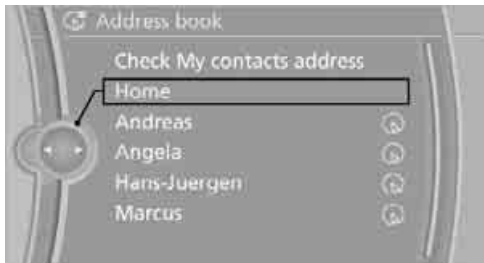 Address book
Check My contacts address
Home
Andreas
Angela
Hans-Juergen
Marcus